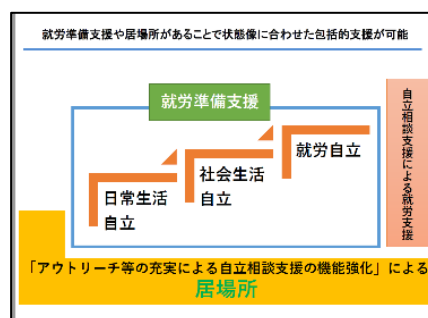 就労準備支援や居場所があることで状態像に合わせた包括的支援が可能
就労準備支援
就労自立
社会生活
自立
日常生活
自立
自立相談支援による就労支援
「アウトリーチ等の充実による自立相談支援の機能強化」による
居場所